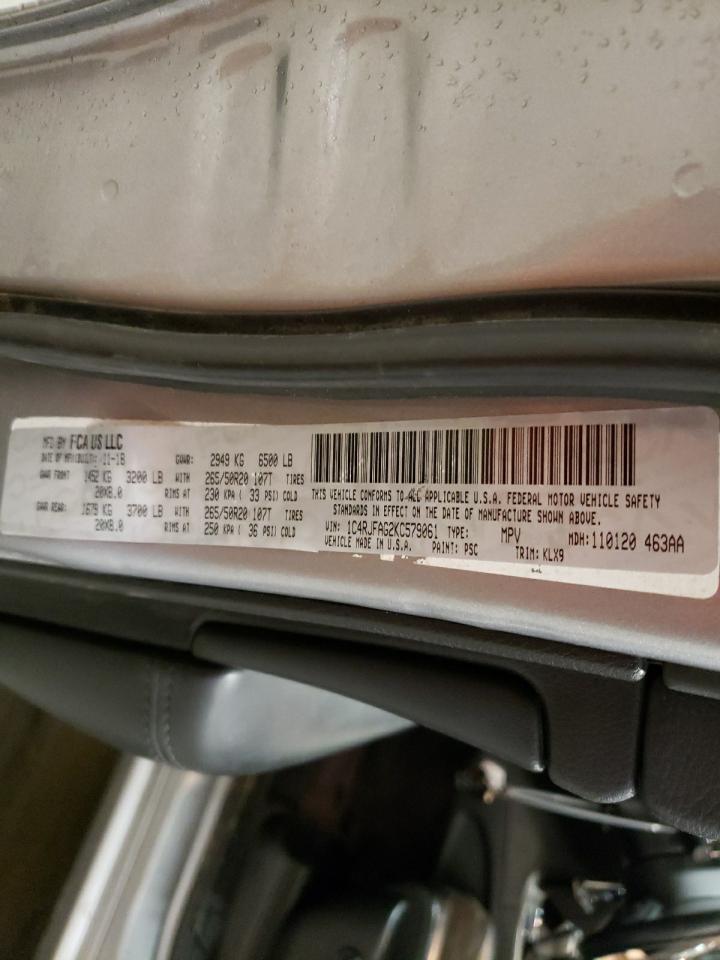 MFD BY FCA US LLC
DATE OF MFR(BUILT): 11-18 GVWR: 2949 KG 6500 LB
GAWR FRONT 1452 KG 3200 LB WITH 265/50R20 107T TIRES
20X8.0 RIMS AT 230 KPA ( 33 PSI) COLD
GAWR REAR: 1679 KG 3700 LB WITH 265/50R20 107T TIRES
20X8.0 RIMS AT 250 KPA ( 36 PSI) COLD
THIS VEHICLE CONFORMS TO ALL APPLICABLE U.S.A. FEDERAL MOTOR VEHICLE SAFETY
STANDARDS IN EFFECT ON THE DATE OF MANUFACTURE SHOWN ABOVE.
VIN: 1C4RJFAG2KC579061 TYPE: MPV MDH:110120 463AA
VEHICLE MADE IN U.S.A. PAINT: PSC TRIM: KLX9